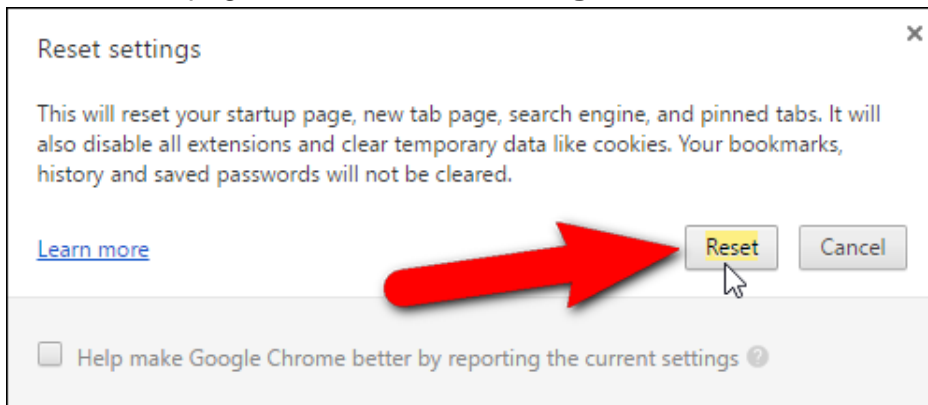 Reset settings
This will reset your startup page, new tab page, search engine, and pinned tabs. It will
also disable all extensions and clear temporary data like cookies. Your bookmarks,
history and saved passwords will not be cleared.
Learn more
Reset
Cancel
Help make Google Chrome better by reporting the current settings